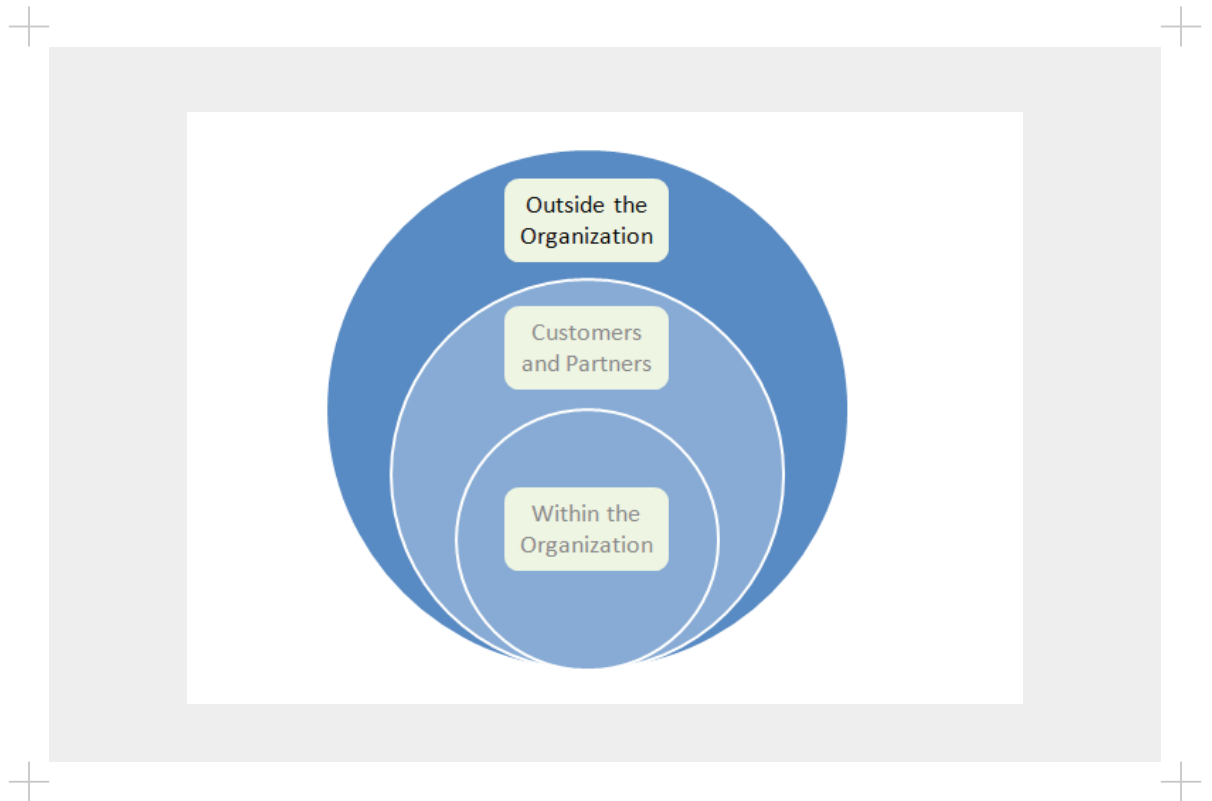 Outside the
Organization
Customers
and Partners
Within the
Organization